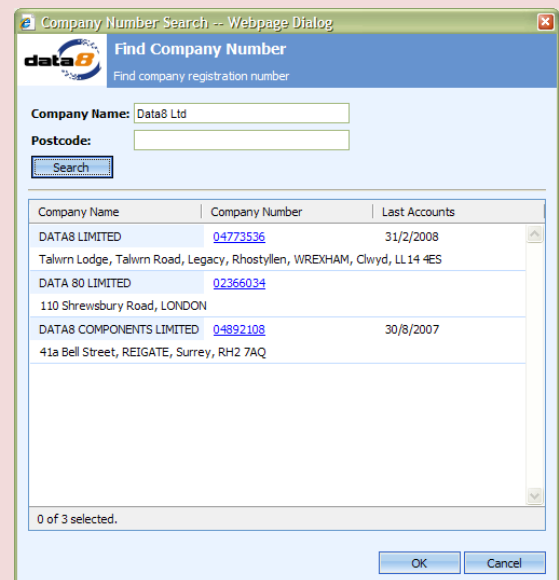 Company Number Search -- Webpage Dialog
data8
Find Company Number
Find company registration number
Company Name: Data8 Ltd
Postcode:
Search
Company Name Company Number Last Accounts
DATA8 LIMITED 04773536 31/2/2008
Talwrn Lodge, Talwrn Road, Legacy, Rhostyllen, WREXHAM, Clwyd, LL14 4ES
DATA 80 LIMITED 02366034
110 Shrewsbury Road, LONDON
DATA8 COMPONENTS LIMITED 04892108 30/8/2007
41a Bell Street, REIGATE, Surrey, RH2 7AQ
0 of 3 selected.
OK Cancel